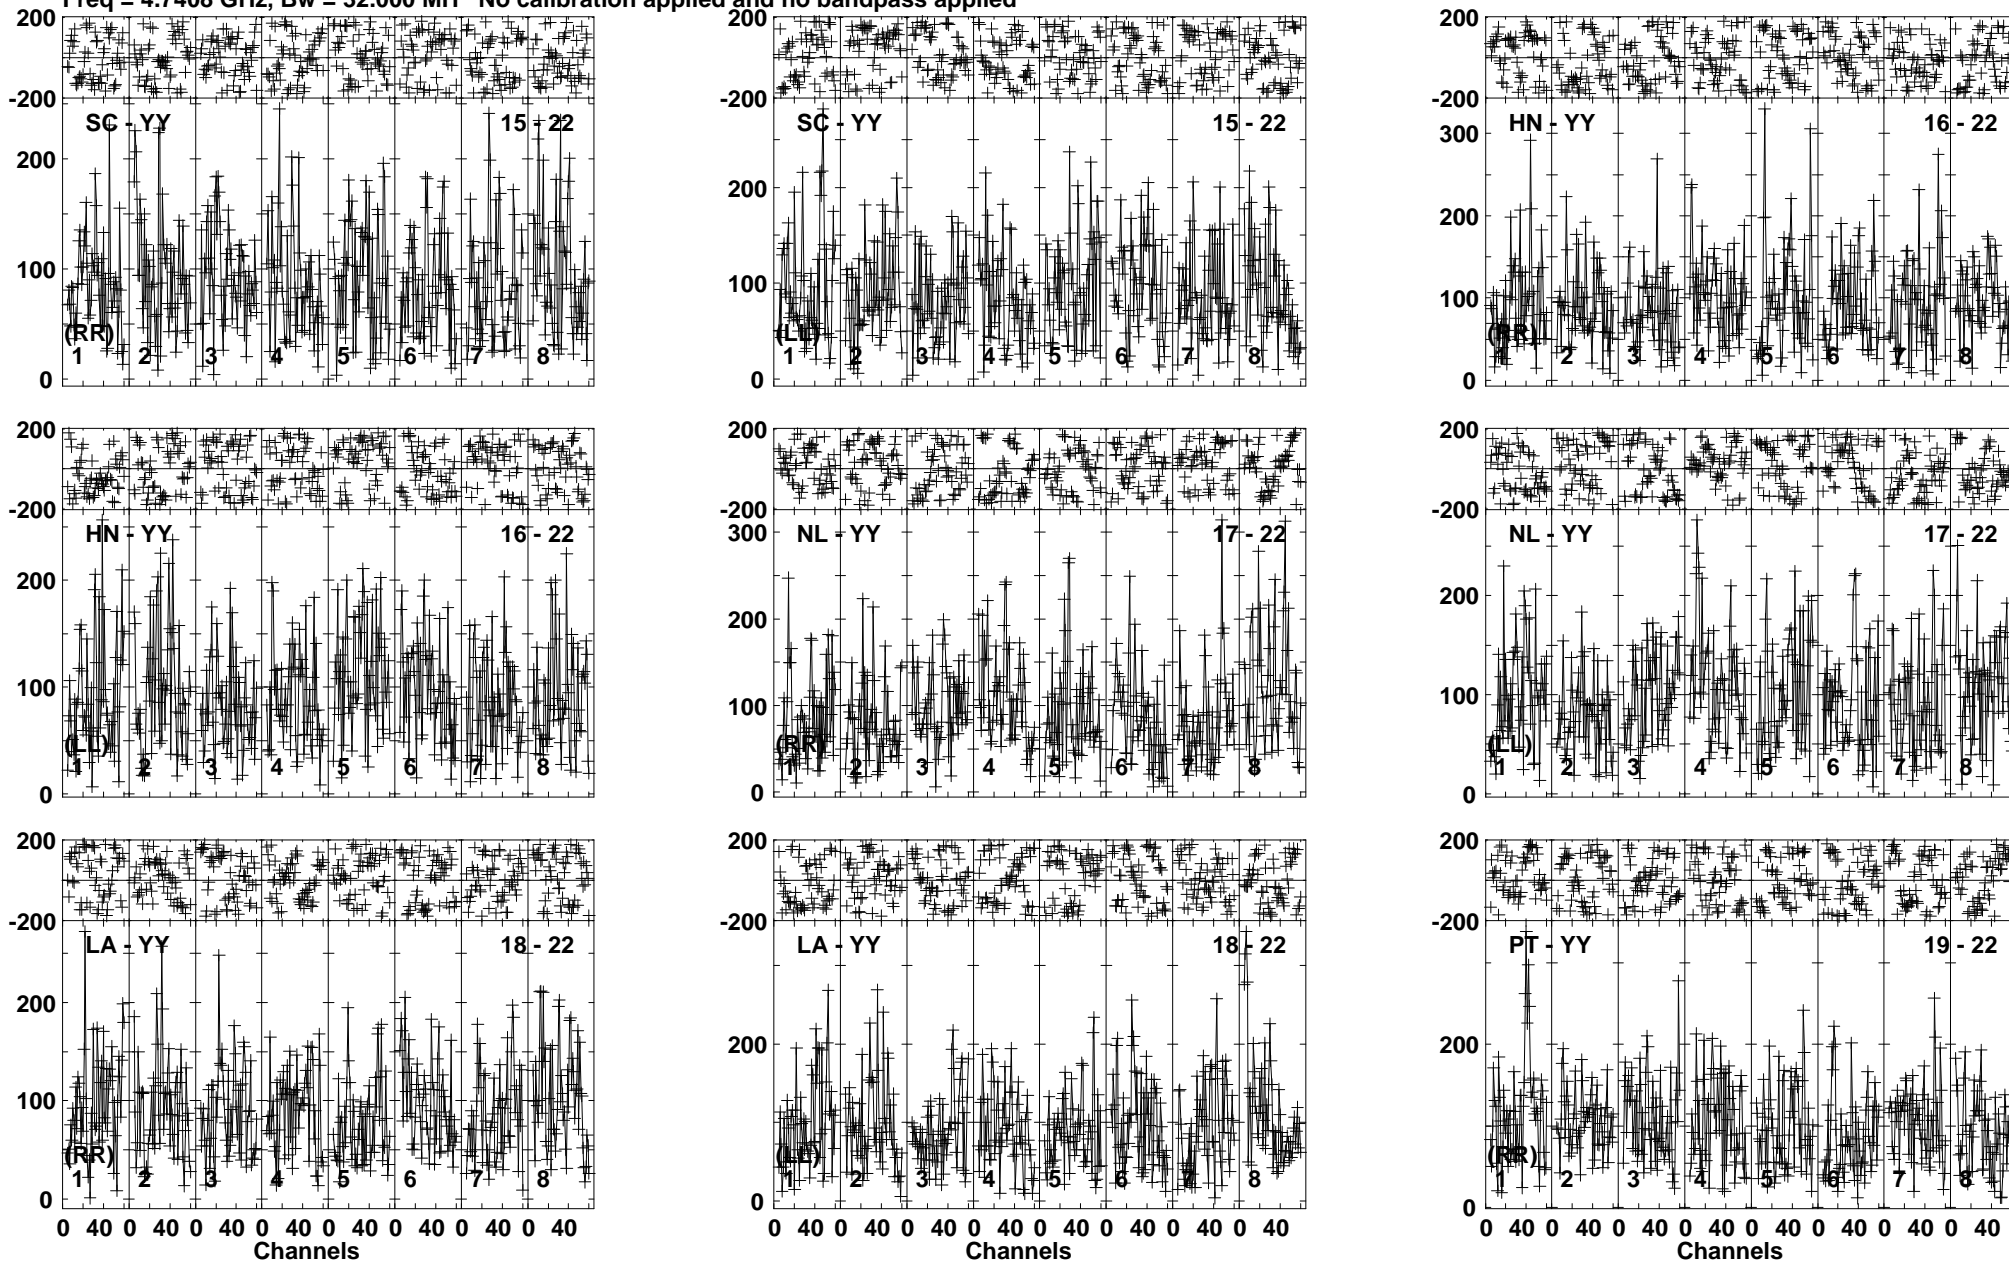 Freq = 4.7408 GHz, Bw = 32.000 MH No calibration applied and no bandpass applied
200 200 200
-200 -200 -200
SC - YY 15 - 22 SC - YY 15 - 22 HN - YY 16 - 22
300
200 200 200
100 100 100
(RR) (LL) (RR)
1 2 3 4 5 6 7 8 1 2 3 4 5 6 7 8 1 2 3 4 5 6 7 8
0 0 0
200 200 200
-200 -200 -200
HN - YY 16 - 22 NL - YY 17 - 22 NL - YY 17 - 22
300
200 200 200
100 100 100
(LL) (RR) (LL)
1 2 3 4 5 6 7 8 1 2 3 4 5 6 7 8 1 2 3 4 5 6 7 8
0 0 0
200 200 200
-200 -200 -200
LA - YY 18 - 22 LA - YY 18 - 22 PT - YY 19 - 22
200 200 200
100
(RR) (LL) (RR)
1 2 3 4 5 6 7 8 1 2 3 4 5 6 7 8 1 2 3 4 5 6 7 8
0 0 0
0 40 0 40 0 40 0 40 0 40 0 40 0 40 0 40 0 40 0 40 0 40 0 40 0 40 0 40 0 40 0 40 0 40 0 40 0 40 0 40 0 40 0 40 0 40 0 40
Channels Channels Channels